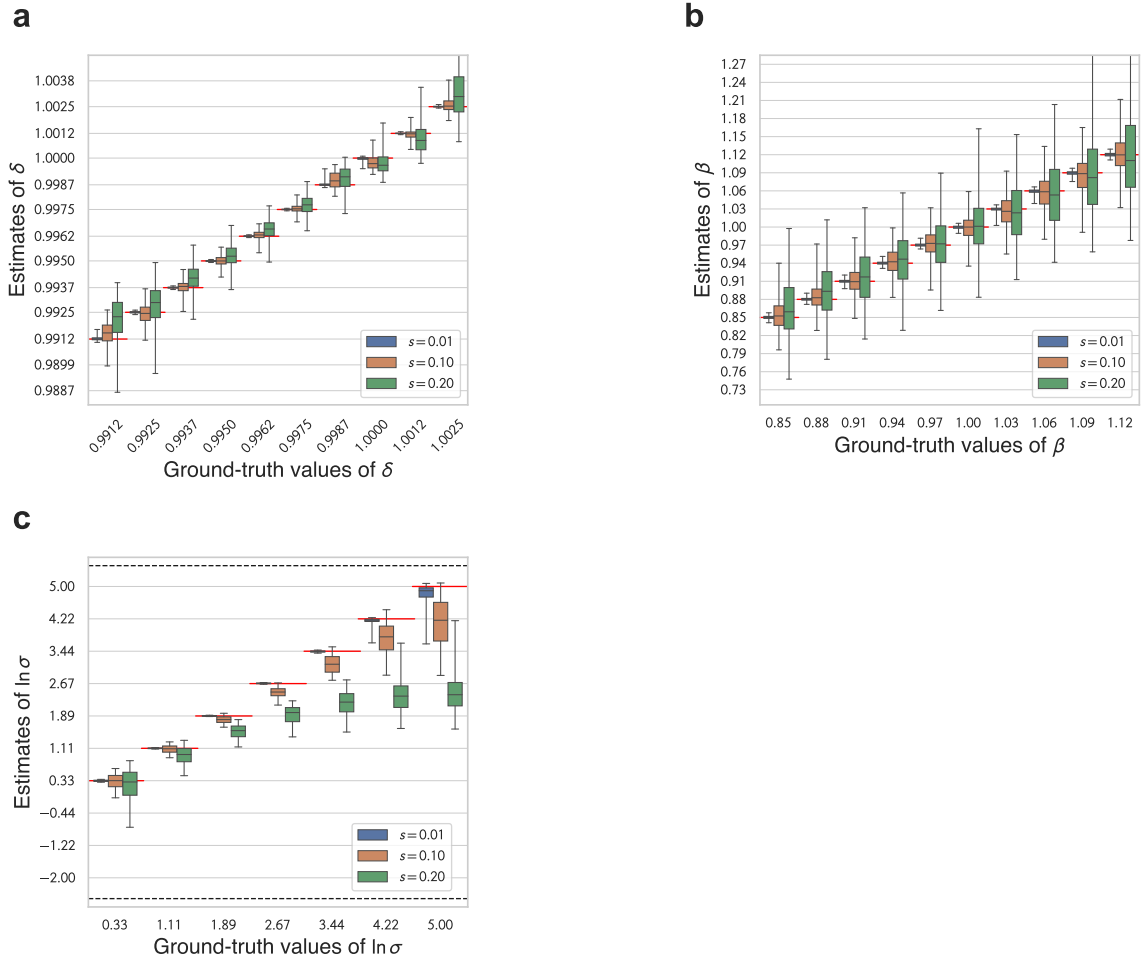 a
1.0038
1.0025
1.0012
1.0000
0.9987
0.9975
0.9962
0.9950
0.9937
0.9925
0.9912
0.9899
0.9887
Estimates of δ
s = 0.01
s = 0.10
s = 0.20
0.9912 0.9925 0.9937 0.9950 0.9962 0.9975 0.9987 1.0000 1.0012 1.0025
Ground-truth values of δ
b
1.27
1.24
1.21
1.18
1.15
1.12
1.09
1.06
1.03
1.00
0.97
0.94
0.91
0.88
0.85
0.82
0.79
0.76
0.73
Estimates of β
s = 0.01
s = 0.10
s = 0.20
0.85 0.88 0.91 0.94 0.97 1.00 1.03 1.06 1.09 1.12
Ground-truth values of β
c
5.00
4.22
3.44
2.67
1.89
1.11
0.33
−0.44
−1.22
−2.00
Estimates of ln σ
s = 0.01
s = 0.10
s = 0.20
0.33 1.11 1.89 2.67 3.44 4.22 5.00
Ground-truth values of ln σ